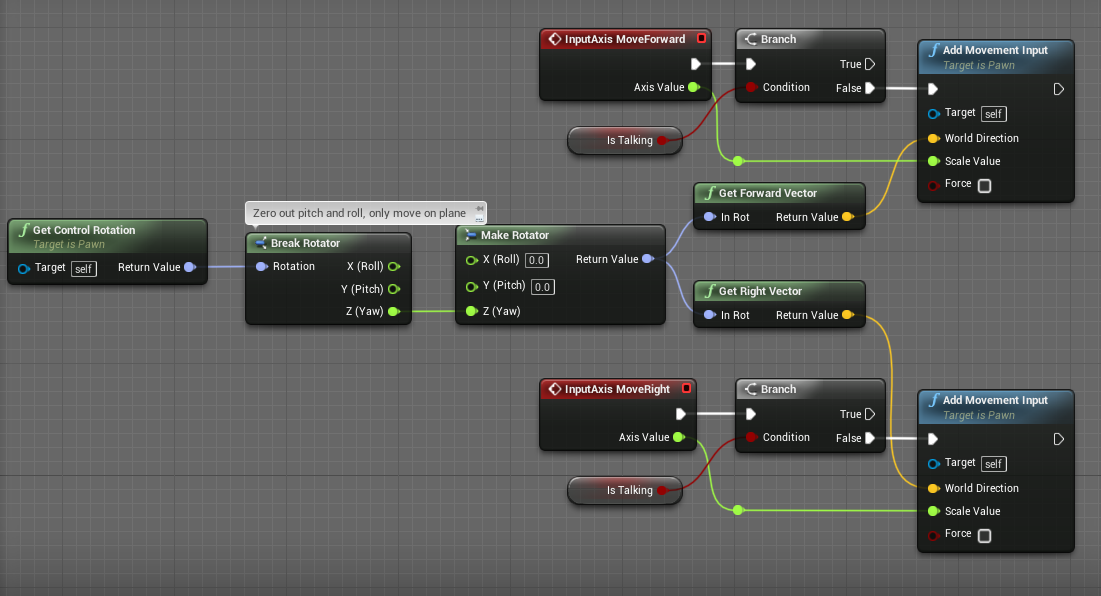 InputAxis MoveForward
Axis Value
Is Talking
Branch
True
Condition
False
Add Movement Input
Target is Pawn
Target self
World Direction
Scale Value
Force
Get Forward Vector
In Rot Return Value
Get Control Rotation
Target is Pawn
Target self Return Value
Zero out pitch and roll, only move on plane
Break Rotator
Rotation X (Roll)
Y (Pitch)
Z (Yaw)
Make Rotator
X (Roll) 0.0 Return Value
Y (Pitch) 0.0
Z (Yaw)
Get Right Vector
In Rot Return Value
InputAxis MoveRight
Axis Value
Is Talking
Branch
True
Condition
False
Add Movement Input
Target is Pawn
Target self
World Direction
Scale Value
Force